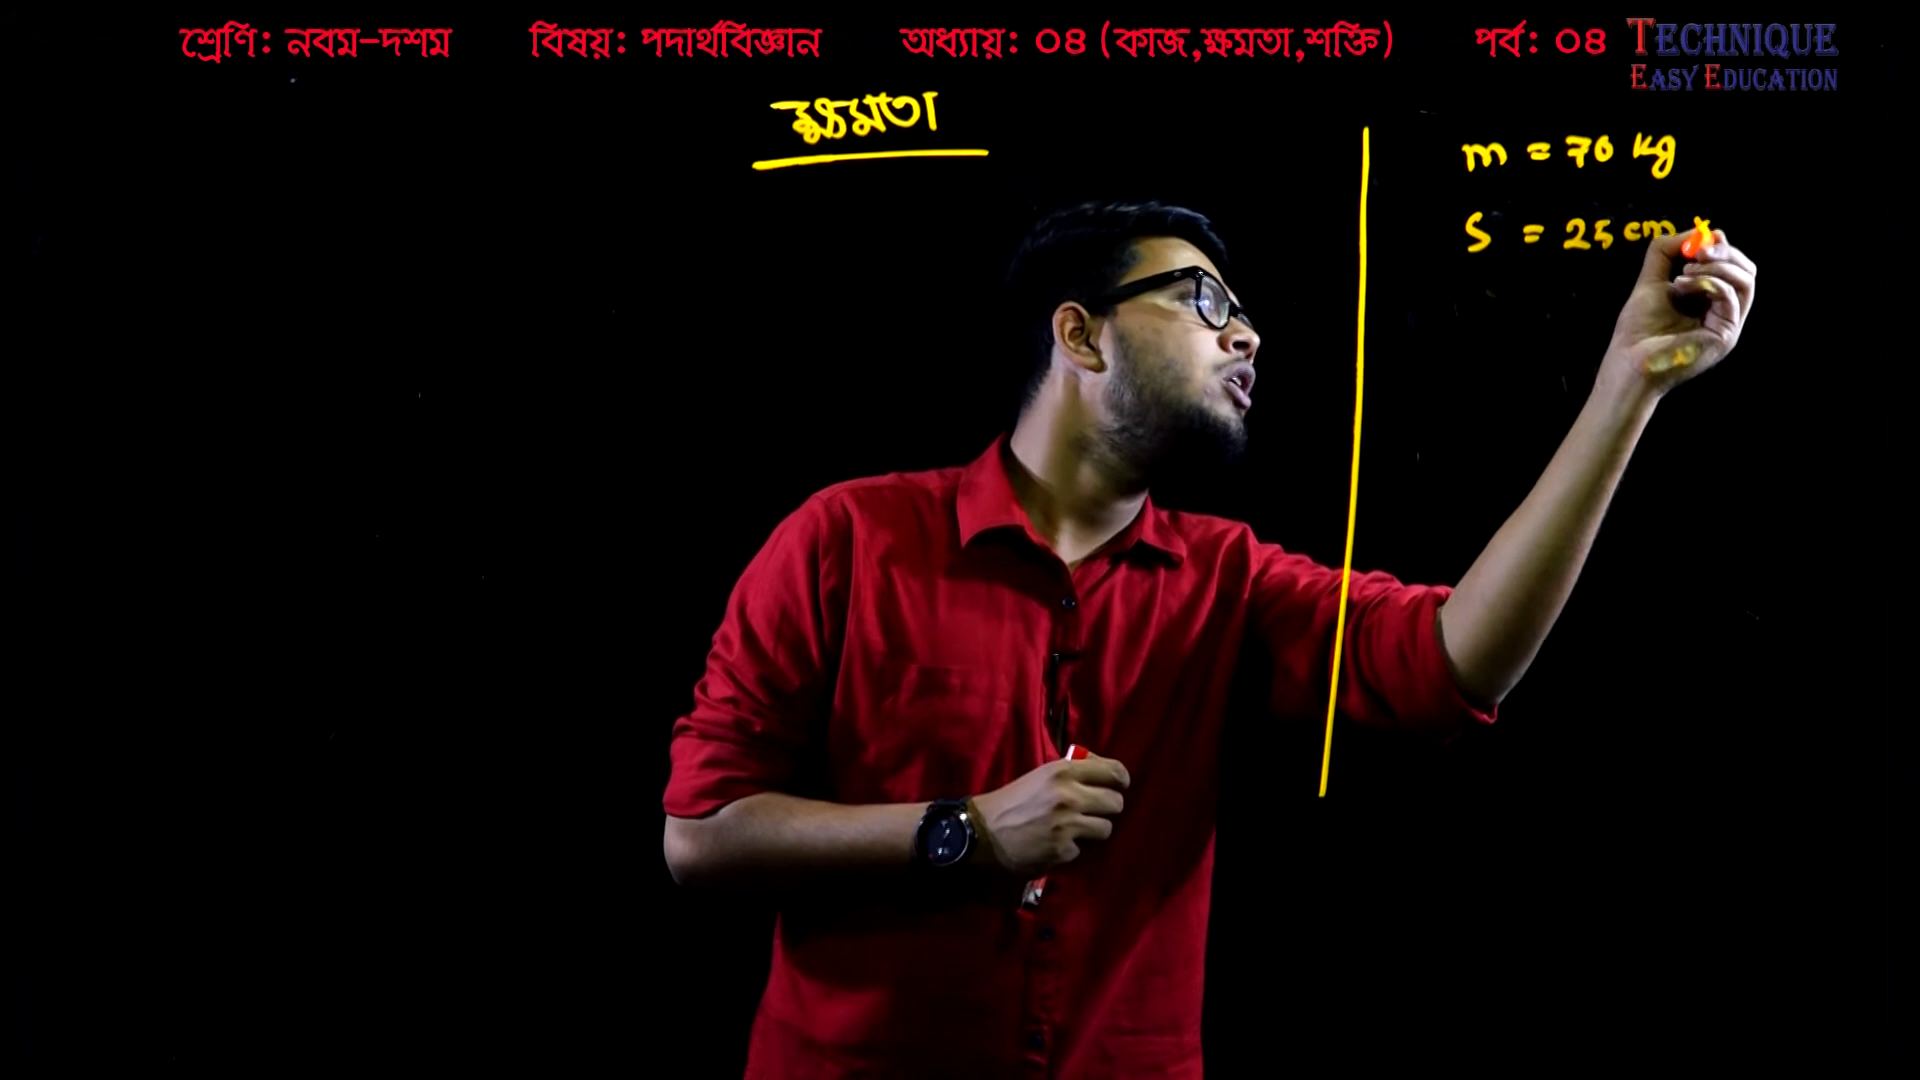 শ্রেণি: নবম-দশম বিষয়: পদার্থবিজ্ঞান অধ্যায়: ০৪ (কাজ,ক্ষমতা,শক্তি) পর্ব: ০৪
TECHNIQUE
EASY EDUCATION
ক্ষমতা
m = 70 kg
S = 25 cm ×